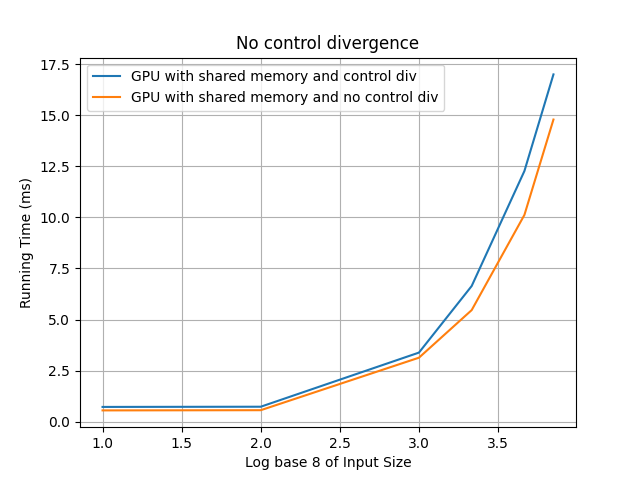 No control divergence
GPU with shared memory and control div
GPU with shared memory and no control div
Running Time (ms)
17.5
15.0
12.5
10.0
7.5
5.0
2.5
0.0
1.0 1.5 2.0 2.5 3.0 3.5
Log base 8 of Input Size